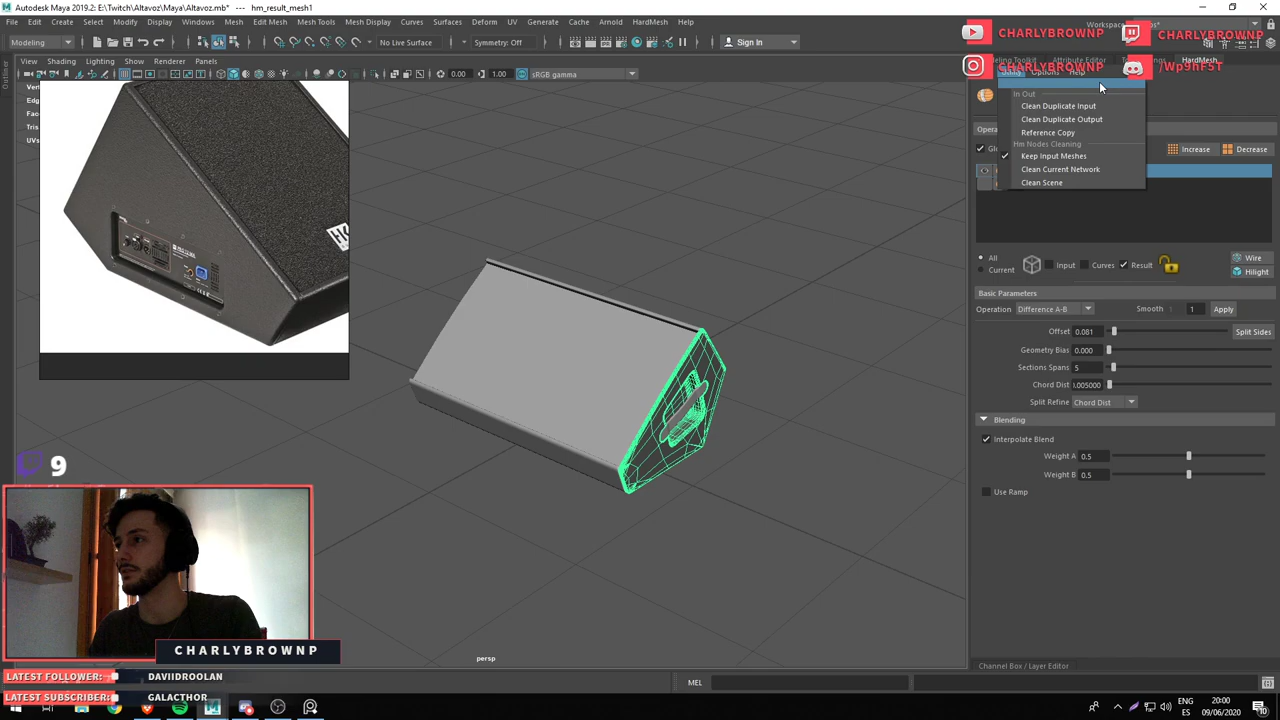 Autodesk Maya 2019.2: E:\Twitch\Altavoz\Maya\Altavoz.mb* --- hm_result_mesh1
File Edit Create Select Modify Display Windows Mesh Edit Mesh Mesh Tools Mesh Display Curves Surfaces Deform UV Generate Cache Arnold HardMesh Help
Modeling No Live Surface Symmetry: Off Sign In
CHARLYBROWNP CHARLYBROWNP
CHARLYBROWNP /Wp9nF5T
View Shading Lighting Show Renderer Panels
HardMesh
0.00 1.00 sRGB gamma
Utility Options Help
Outliner
In Out
Clean Duplicate Input
Clean Duplicate Output
Reference Copy
Hm Nodes Cleaning
Keep Input Meshes
Clean Current Network
Clean Scene
Increase Decrease
All
Current
Input Curves Result
Wire
Hilight
Basic Parameters
Operation Difference A-B Smooth 1 Apply
Offset 0.081 Split Sides
Geometry Bias 0.000
Sections Spans 5
Chord Dist 0.005000
Split Refine Chord Dist
Blending
Interpolate Blend
Weight A 0.5
Weight B 0.5
Use Ramp
9
CHARLYBROWNP
persp
Channel Box / Layer Editor
LATEST FOLLOWER: DAVIIDROOLAN
MEL
LATEST SUBSCRIBER: GALACTHOR
ENG
ES
20:00
09/06/2020